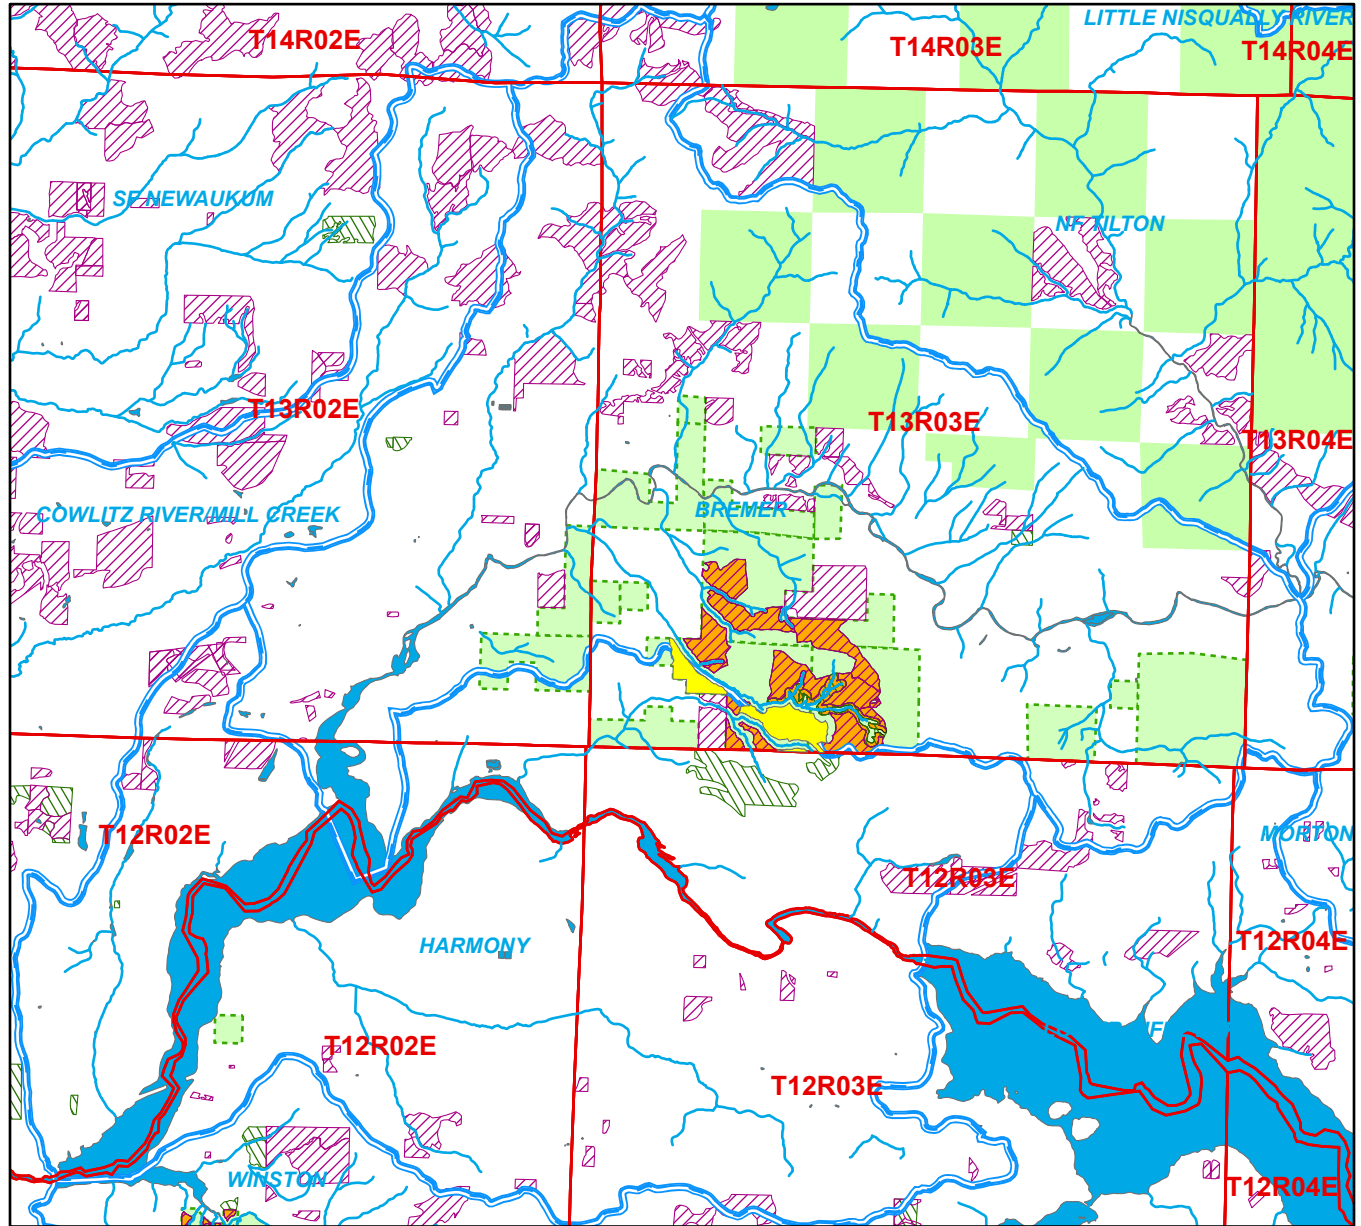 LITTLE NISQUALLY RIVER
T14R02E
T14R03E
T14R04E
SF NEWAUKUM
NF TILTON
T13R02E
T13R03E
T13R04E
COWLITZ RIVER/MILL CREEK
BREMER
T12R02E
MORTON
T12R03E
HARMONY
T12R04E
T12R02E
T12R03E
WINSTON
T12R04E